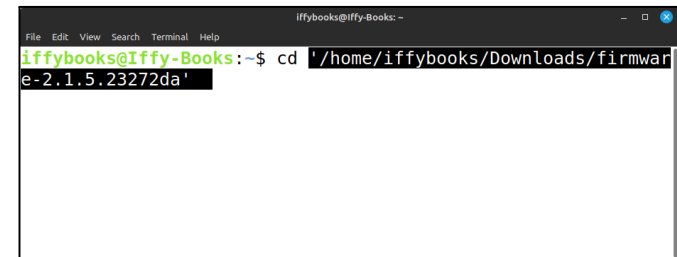 iffybooks@Iffy-Books: ~
File Edit View Search Terminal Help
iffybooks@Iffy-Books:~$ cd '/home/iffybooks/Downloads/firmwar
e-2.1.5.23272da'